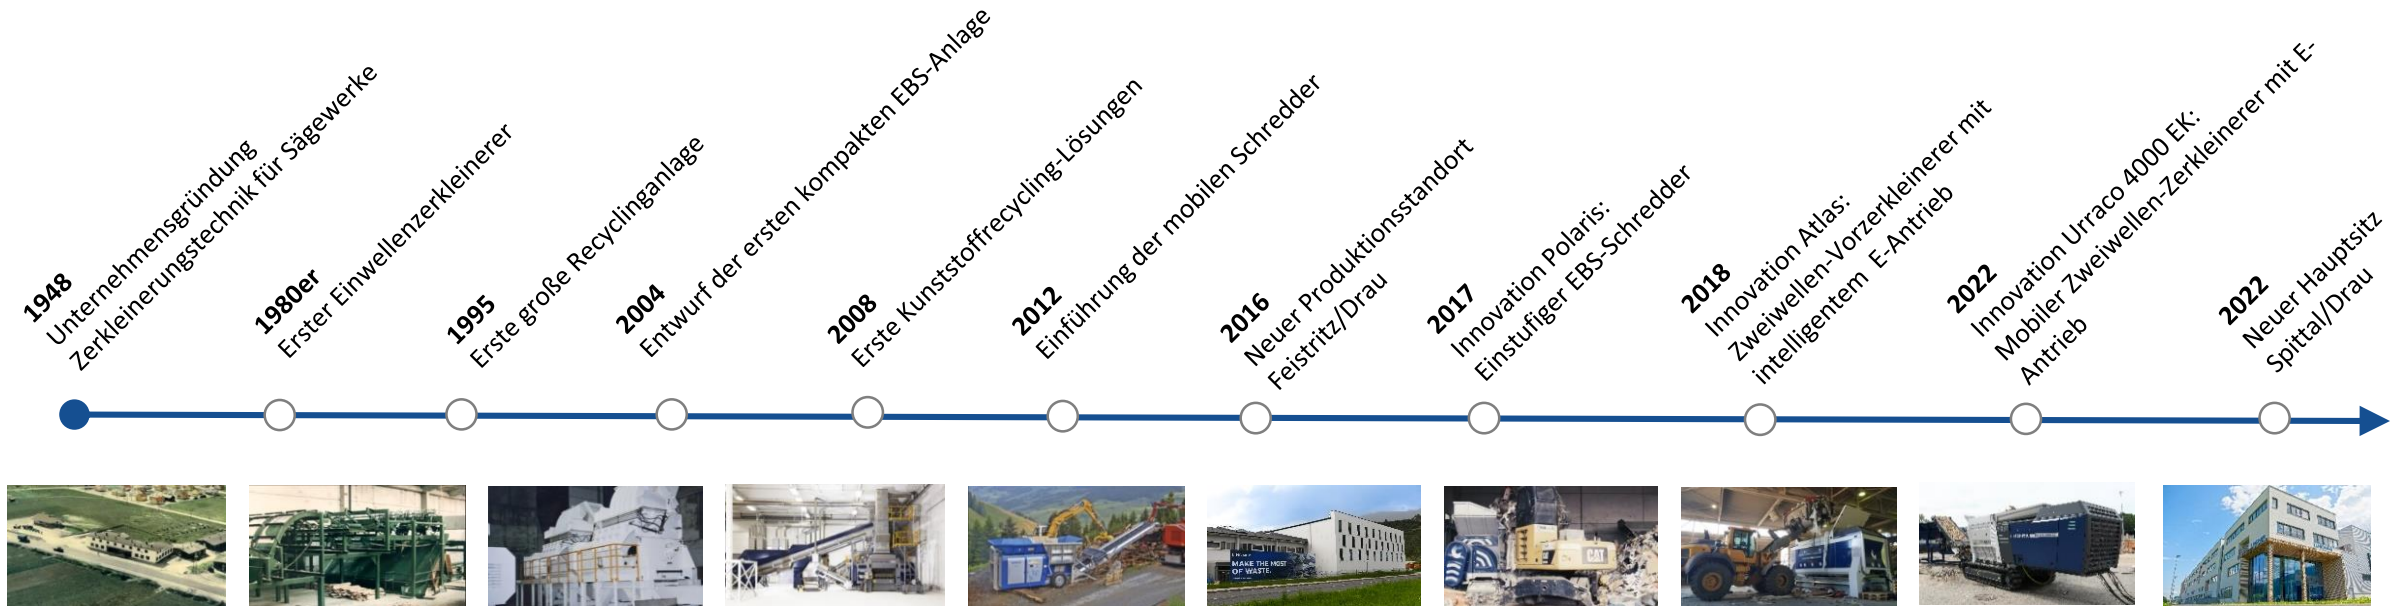 1948
Unternehmensgründung
Zerkleinerungstechnik für Sägewerke
1980er
Erster Einwellenzerkleinerer
1995
Erste große Recyclinganlage
2004
Entwurf der ersten kompakten EBS-Anlage
2008
Erste Kunststoffrecycling-Lösungen
2012
Einführung der mobilen Schredder
2016
Neuer Produktionsstandort
Feistritz/Drau
2017
Innovation Polaris:
Einstufiger EBS-Schredder
2018
Innovation Atlas:
Zweiwellen-Vorzerkleinerer mit
intelligentem E-Antrieb
2022
Innovation Urraco 4000 EK:
Mobiler Zweiwellen-Zerkleinerer mit E-
Antrieb
2022
Neuer Hauptsitz
Spittal/Drau
MAKE THE MOST
OF WASTE.
CAT